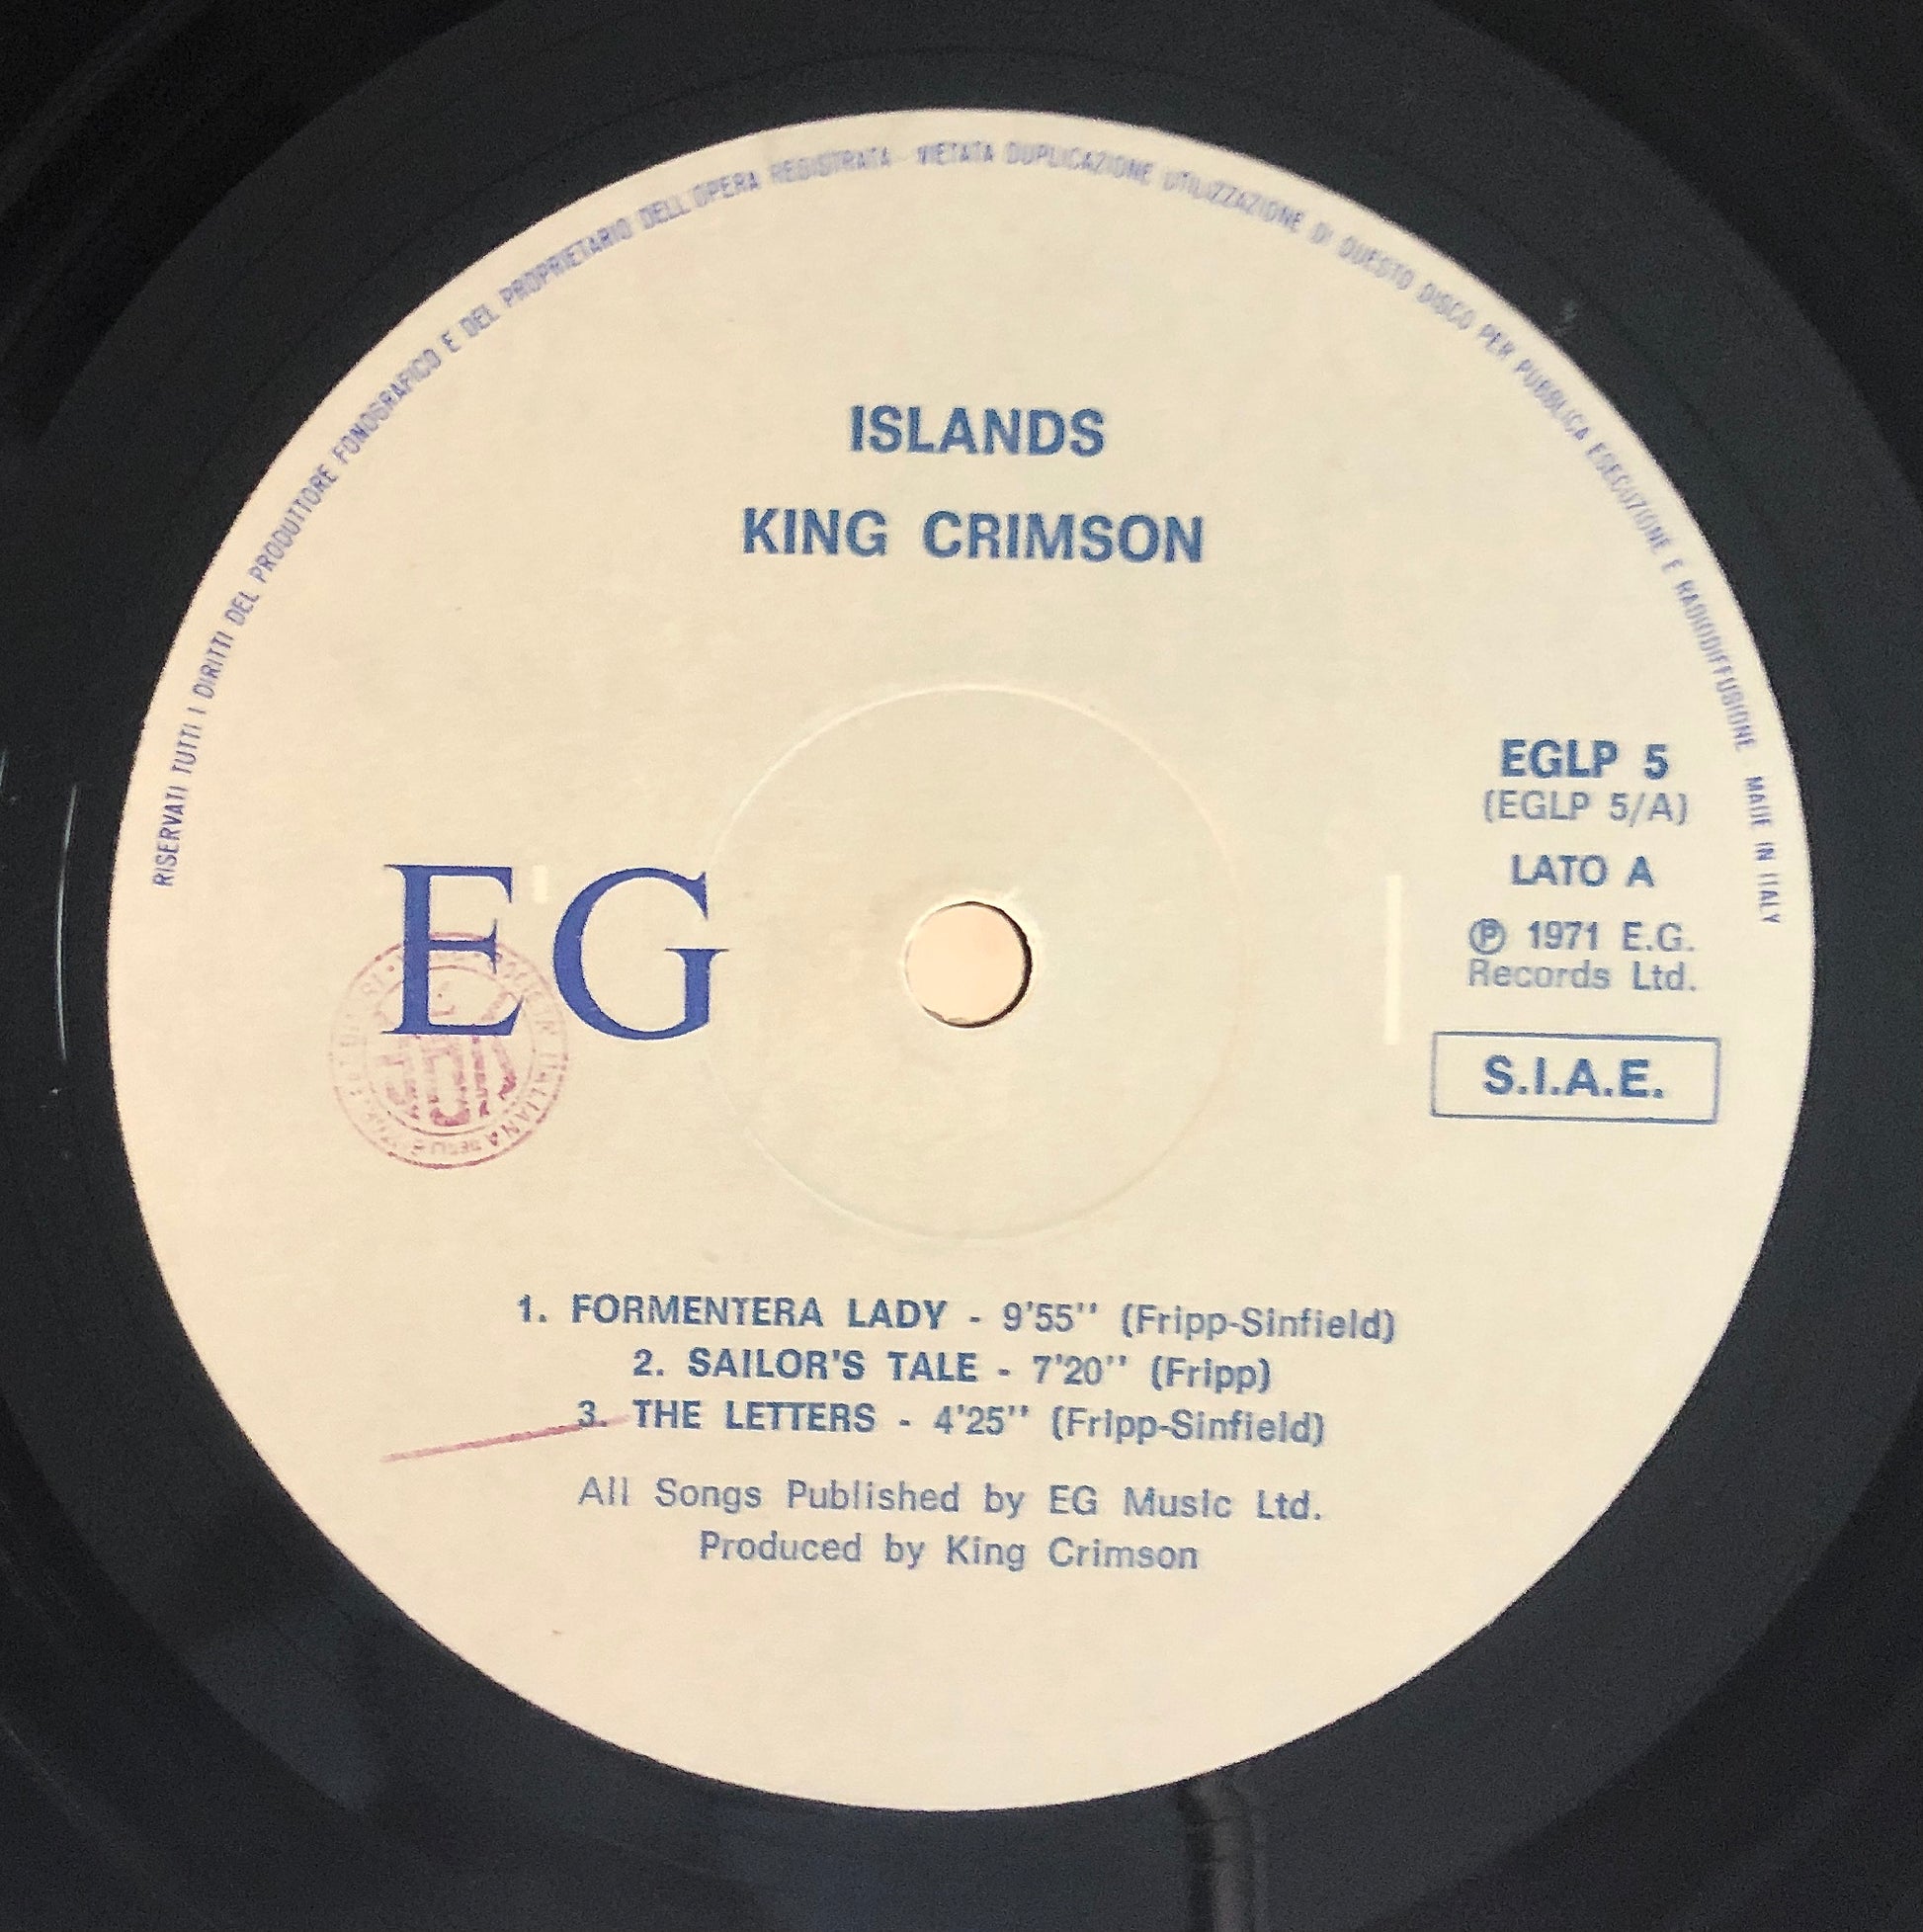 RISERVATI TUTTI I DIRITTI DEL PRODUTTORE FONOGRAFICO E DEL PROPRIETARIO DELL'OPERA REGISTRATA - VIETATA DUPLICAZIONE UTILIZZAZIONE DI QUESTO DISCO PER PUBBLICA ESECUZIONE E RADIODIFFUSIONE MADE IN ITALY
ISLANDS
KING CRIMSON
EGLP 5
(EGLP 5/A)
LATO A
℗ 1971 E.G.
Records Ltd.
S.I.A.E.
EG
ITALIANA
1. FORMENTERA LADY - 9'55'' (Fripp-Sinfield)
2. SAILOR'S TALE - 7'20'' (Fripp)
3. THE LETTERS - 4'25'' (Fripp-Sinfield)
All Songs Published by EG Music Ltd.
Produced by King Crimson